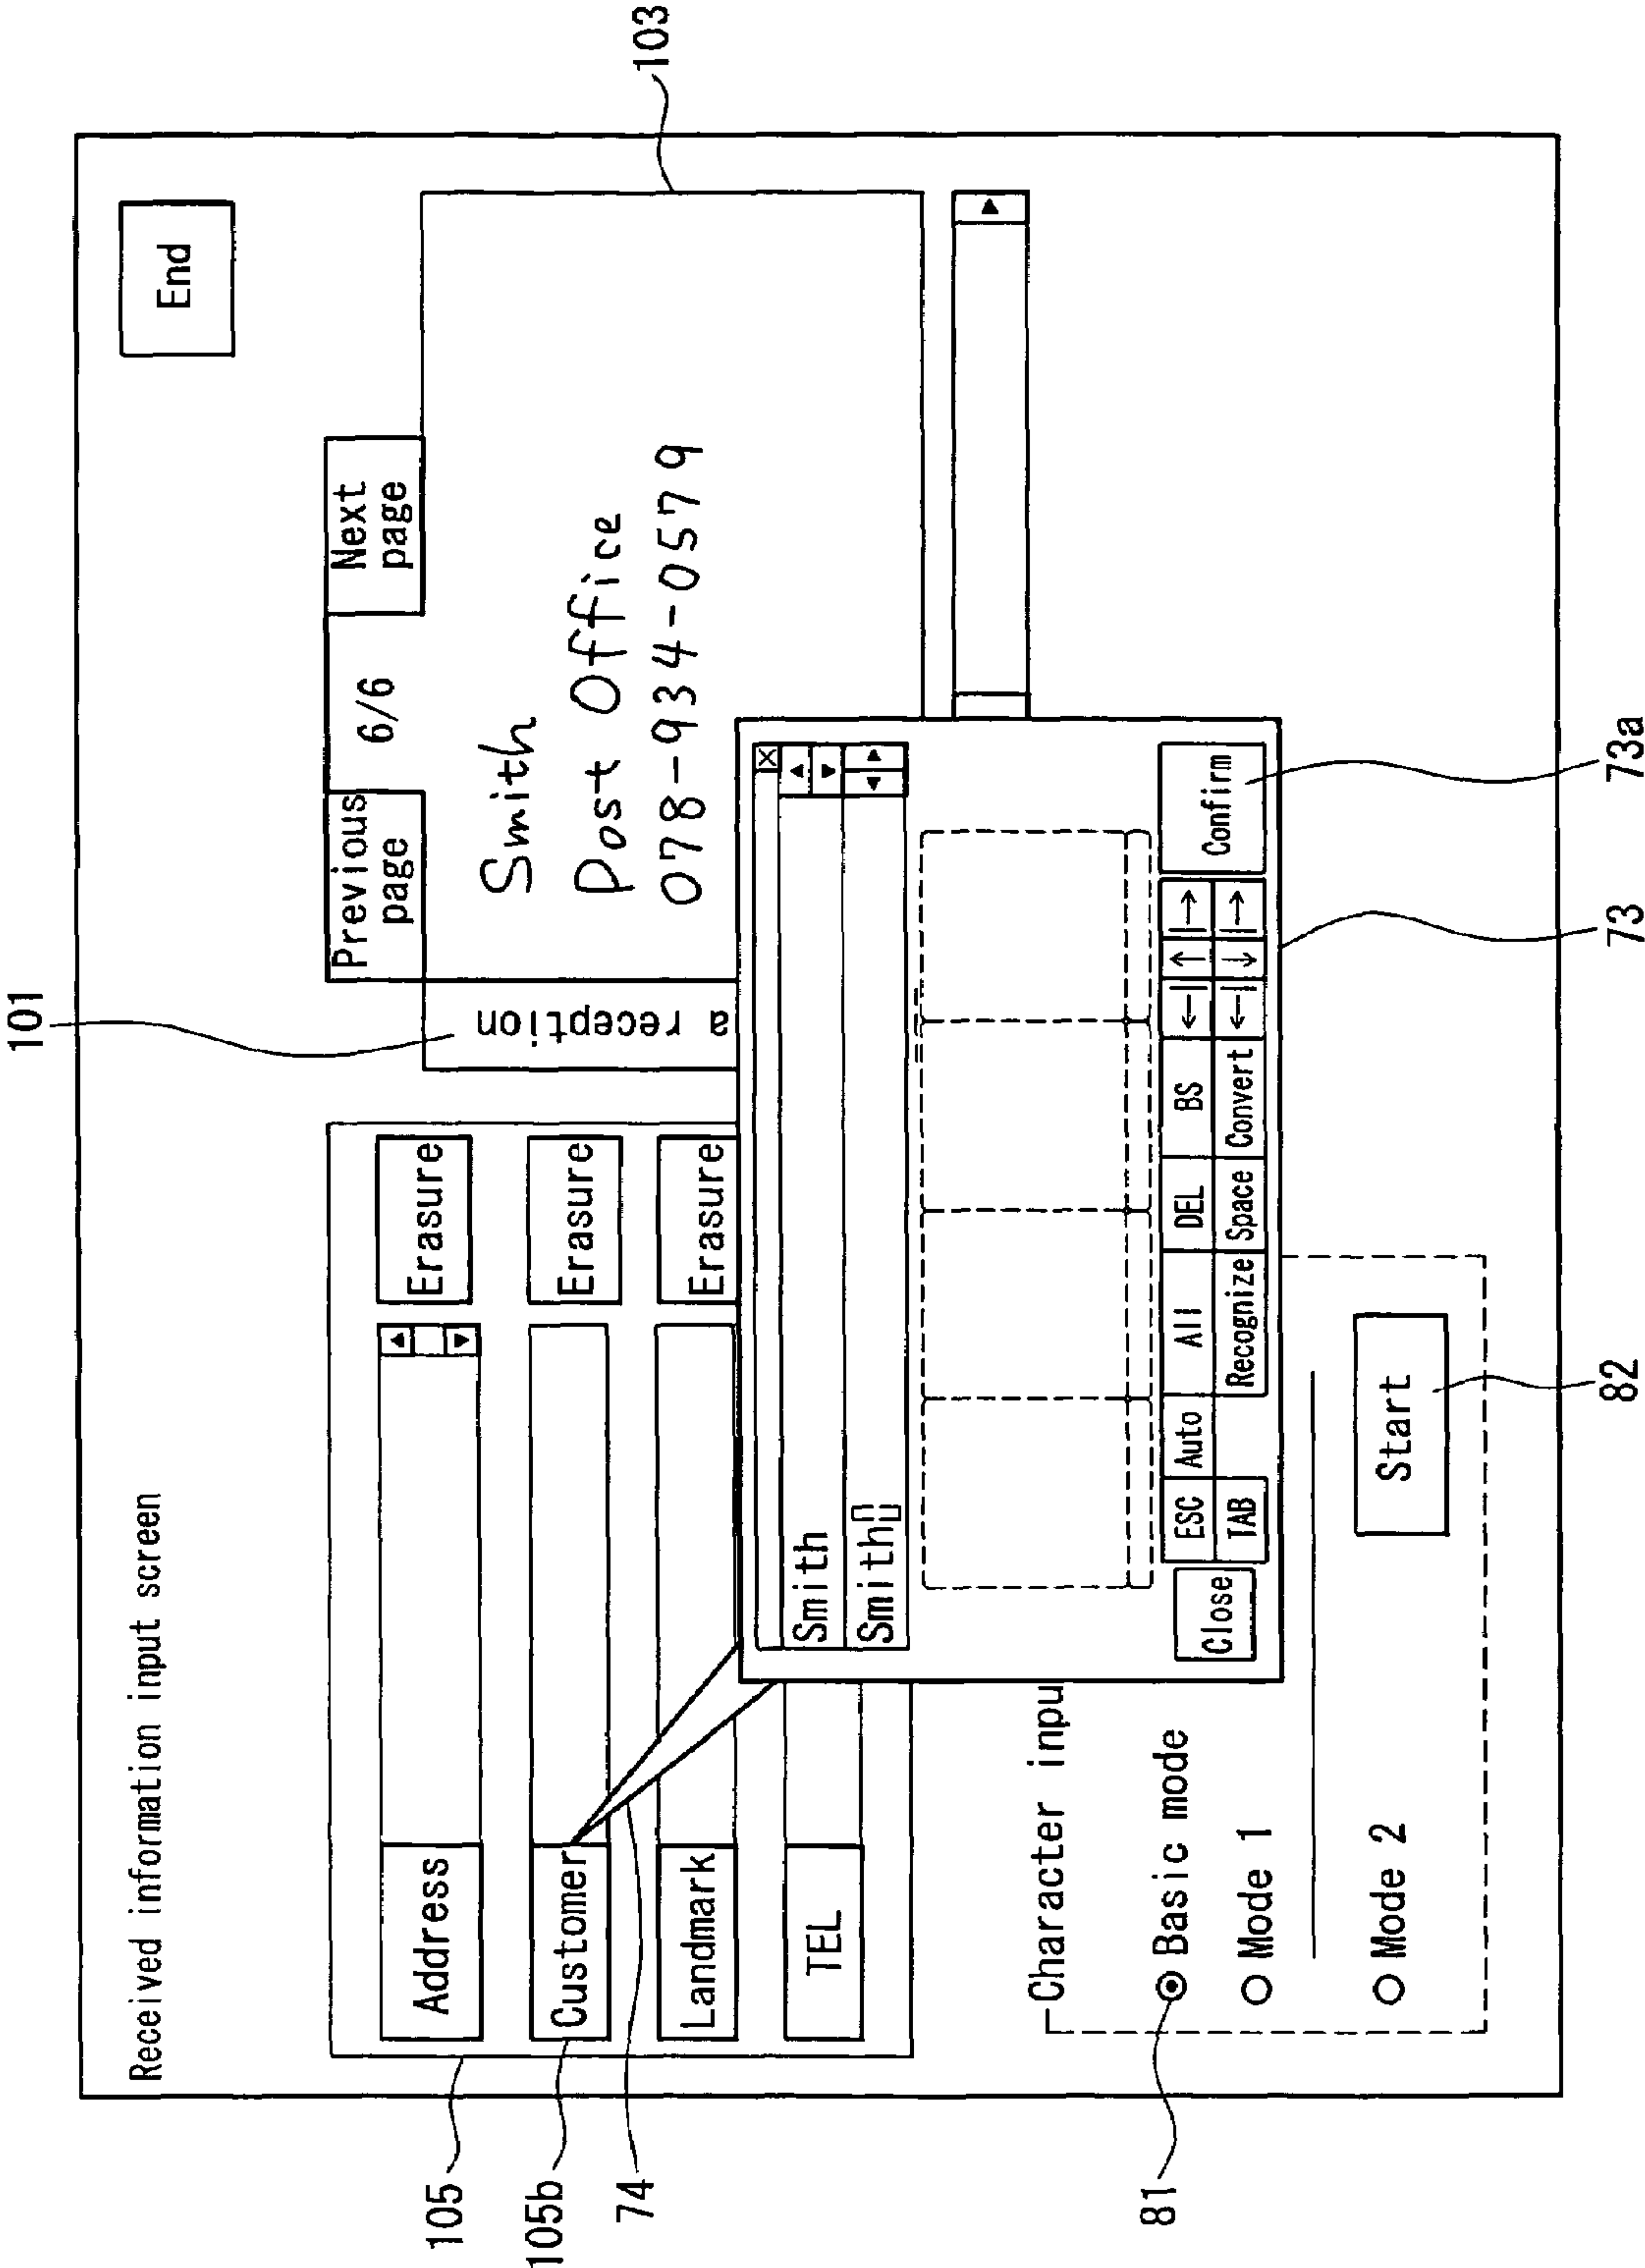 Received information input screen
End
101
Previous page
6/6
Next page
103
a reception
Smith
Post Office
078-934-0579
105
Address
Erasure
105b
Customer
Erasure
74
Landmark
Erasure
TEL
Smith
Smith
Close
ESC Auto All DEL BS ←| ↑ |→
TAB Recognize Space Convert ←| ↓ |→
Confirm
73a
73
Character inpu
81
Basic mode
Mode 1
Mode 2
Start
82